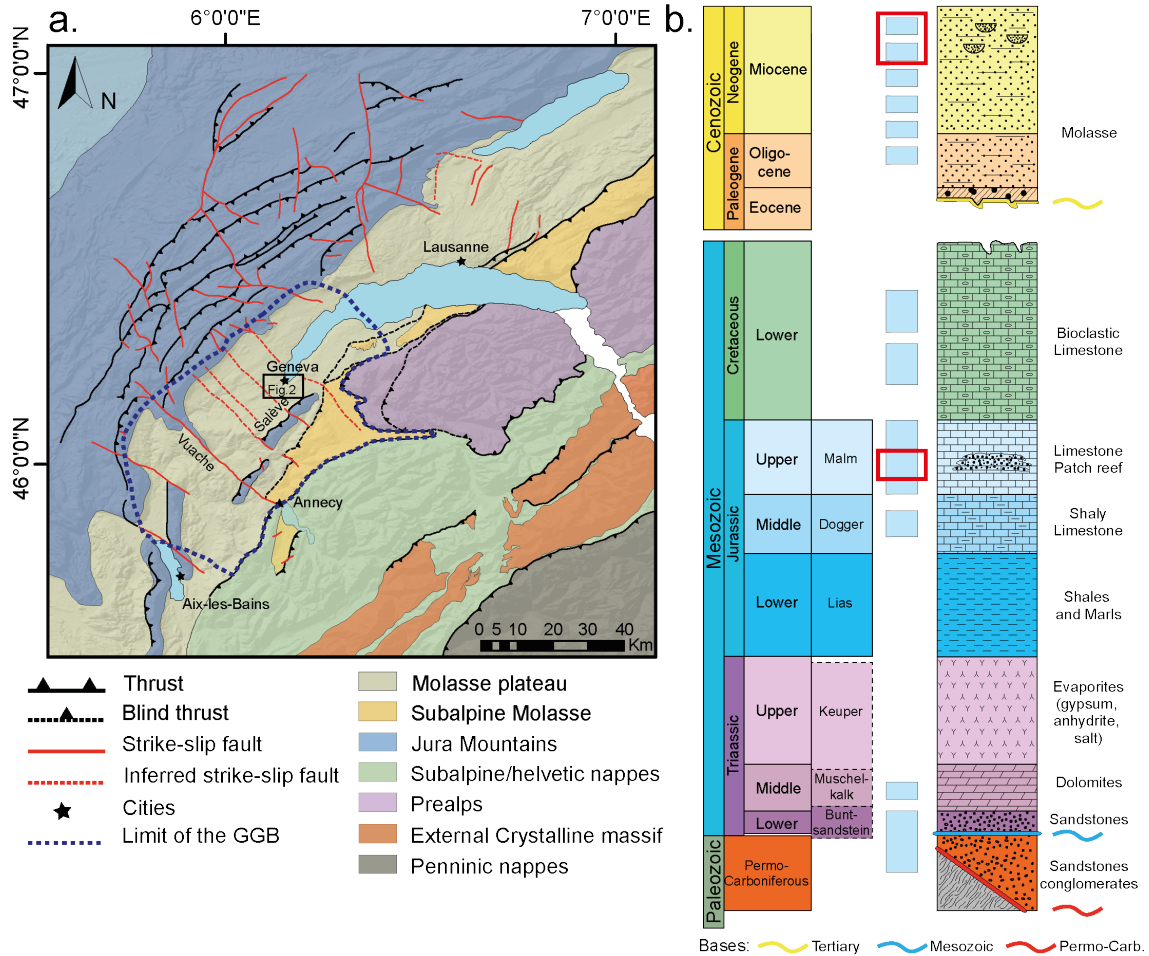 a.
6°0'0"E
7°0'0"E
47°0'0"N
46°0'0"N
N
Lausanne
Geneva
Fig.2
Salève
Vuache
Annecy
Aix-les-Bains
0 5 10 20 30 40
Km
Thrust
Blind thrust
Strike-slip fault
Inferred strike-slip fault
Cities
Limit of the GGB
Molasse plateau
Subalpine Molasse
Jura Mountains
Subalpine/helvetic nappes
Prealps
External Crystalline massif
Penninic nappes
b.
Cenozoic
Neogene
Miocene
Paleogene
Oligo-
cene
Eocene
Molasse
Mesozoic
Cretaceous
Lower
Bioclastic
Limestone
Jurassic
Upper
Malm
Limestone
Patch reef
Middle
Dogger
Shaly
Limestone
Lower
Lias
Shales
and Marls
Triaassic
Upper
Keuper
Evaporites
(gypsum,
anhydrite,
salt)
Middle
Muschel-
kalk
Dolomites
Lower
Bunt-
sandstein
Sandstones
Paleozoic
Permo-
Carboniferous
Sandstones
conglomerates
Bases:
Tertiary
Mesozoic
Permo-Carb.